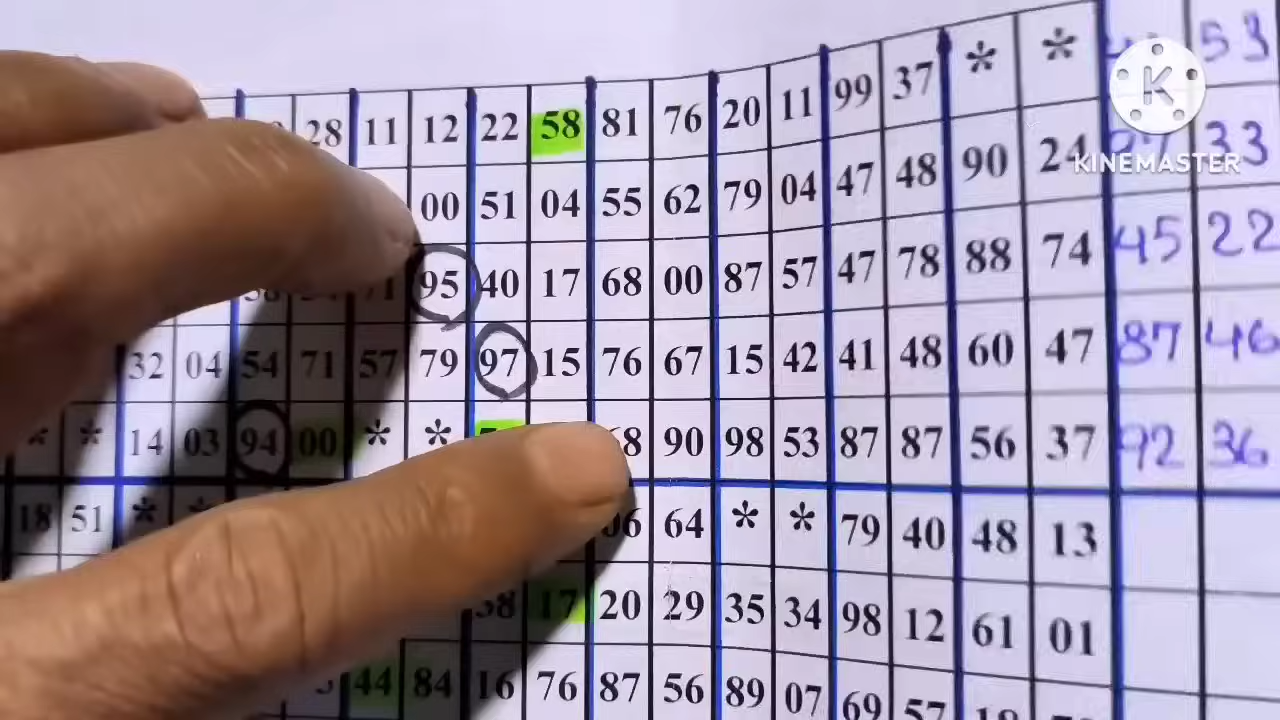 28 11 12 22 58 81 76 20 11 99 37 * * 53
00 51 04 55 62 79 04 47 48 90 24 33
95 40 17 68 00 87 57 47 78 88 74 45 22
32 04 54 71 57 79 97 15 76 67 15 42 41 48 60 47 87 46
* * 14 03 94 00 * * 68 90 98 53 87 87 56 37 92 36
18 51 * * 06 64 * * 79 40 48 13
38 17 20 29 35 34 98 12 61 01
44 84 16 76 87 56 89 07 69 57
K
KINEMASTER